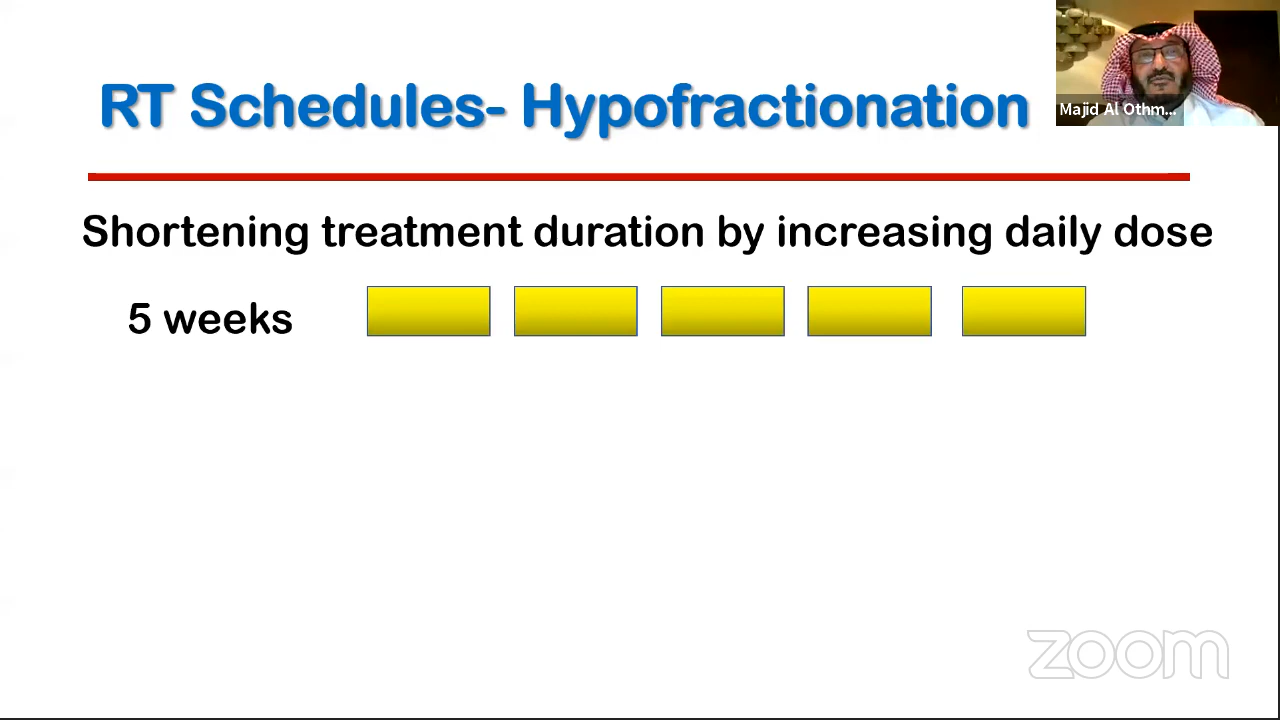 RT Schedules- Hypofractionation
Majid Al Othm...
Shortening treatment duration by increasing daily dose
5 weeks
zoom